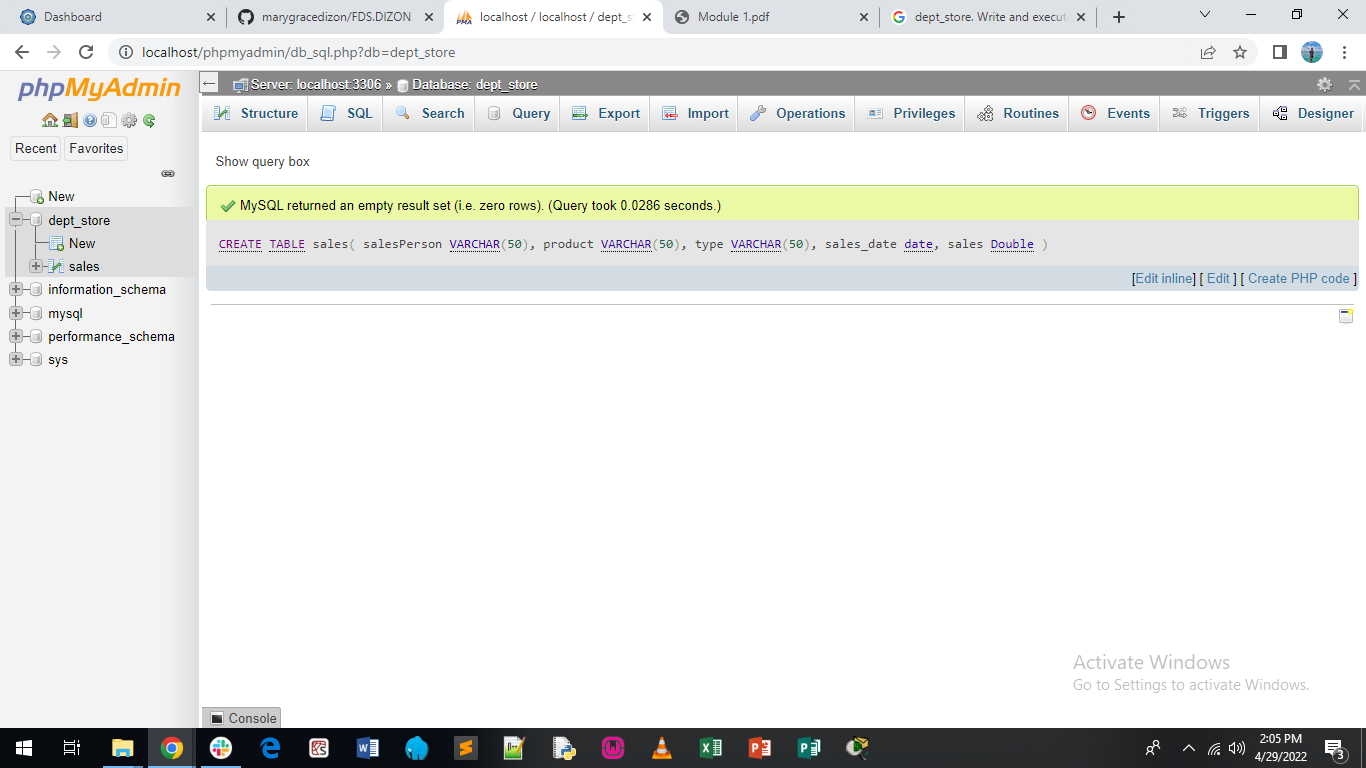 Dashboard
marygracedizon/FDS.DIZON
localhost / localhost / dept_s
Module 1.pdf
dept_store. Write and execut
localhost/phpmyadmin/db_sql.php?db=dept_store
phpMyAdmin
Recent
Favorites
New
dept_store
New
sales
information_schema
mysql
performance_schema
sys
Server: localhost:3306 » Database: dept_store
Structure
SQL
Search
Query
Export
Import
Operations
Privileges
Routines
Events
Triggers
Designer
Show query box
MySQL returned an empty result set (i.e. zero rows). (Query took 0.0286 seconds.)
CREATE TABLE sales( salesPerson VARCHAR(50), product VARCHAR(50), type VARCHAR(50), sales_date date, sales Double )
[Edit inline] [ Edit ] [ Create PHP code ]
Activate Windows
Go to Settings to activate Windows.
Console
2:05 PM
4/29/2022
3